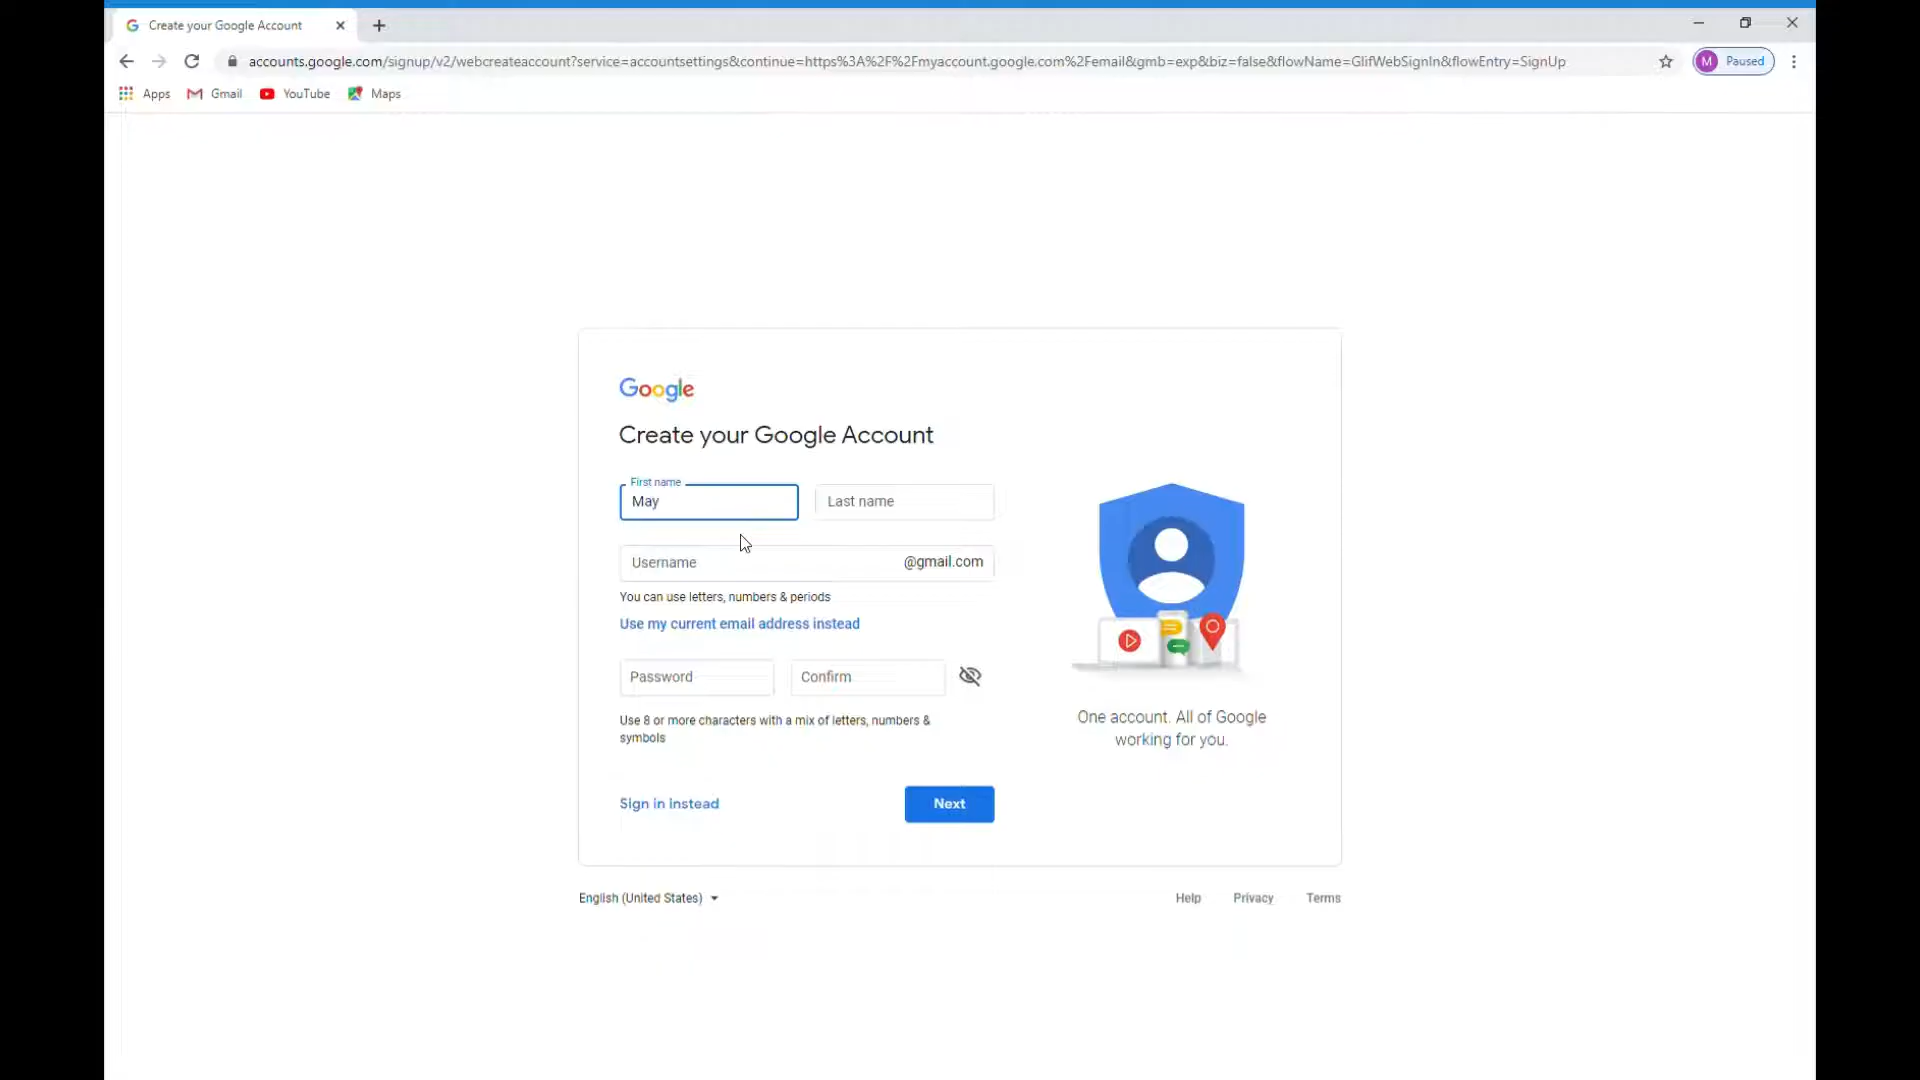 Create your Google Account
accounts.google.com/signup/v2/webcreateaccount?service=accountsettings&continue=https%3A%2F%2Fmyaccount.google.com%2Femail&gmb=exp&biz=false&flowName=GlifWebSignIn&flowEntry=SignUp
M Paused
Apps Gmail YouTube Maps
Google
Create your Google Account
First name
May Last name
Username @gmail.com
You can use letters, numbers & periods
Use my current email address instead
Password Confirm
Use 8 or more characters with a mix of letters, numbers &
symbols
One account. All of Google
working for you.
Sign in instead Next
English (United States) Help Privacy Terms